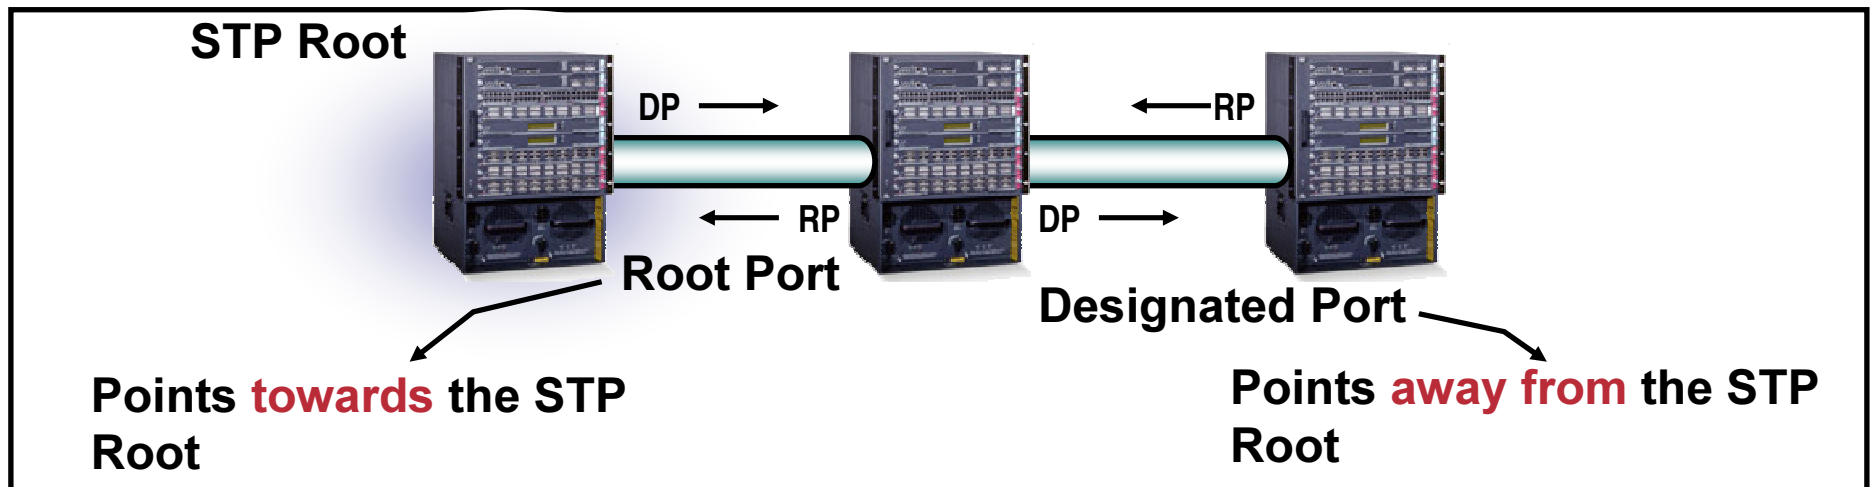 STP Root
DP
RP
RP
DP
Root Port
Designated Port
Points towards the STP
Root
Points away from the STP
Root